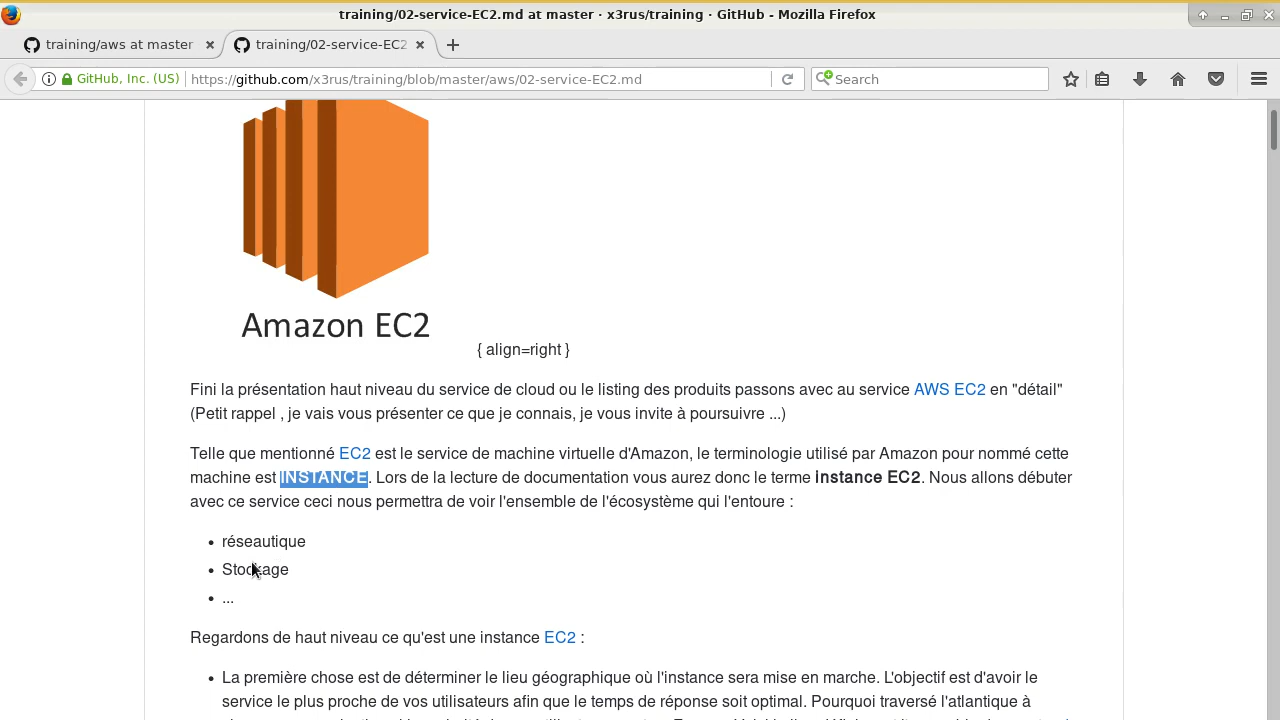 training/02-service-EC2.md at master · x3rus/training · GitHub - Mozilla Firefox
training/aws at master
training/02-service-EC2
GitHub, Inc. (US)
https://github.com/x3rus/training/blob/master/aws/02-service-EC2.md
Search
Amazon EC2
{ align=right }
Fini la présentation haut niveau du service de cloud ou le listing des produits passons avec au service AWS EC2 en "détail"
(Petit rappel , je vais vous présenter ce que je connais, je vous invite à poursuivre ...)
Telle que mentionné EC2 est le service de machine virtuelle d'Amazon, le terminologie utilisé par Amazon pour nommé cette
machine est INSTANCE. Lors de la lecture de documentation vous aurez donc le terme instance EC2. Nous allons débuter
avec ce service ceci nous permettra de voir l'ensemble de l'écosystème qui l'entoure :
• réseautique
• Stockage
• ...
Regardons de haut niveau ce qu'est une instance EC2 :
• La première chose est de déterminer le lieu géographique où l'instance sera mise en marche. L'objectif est d'avoir le
service le plus proche de vos utilisateurs afin que le temps de réponse soit optimal. Pourquoi traversé l'atlantique à